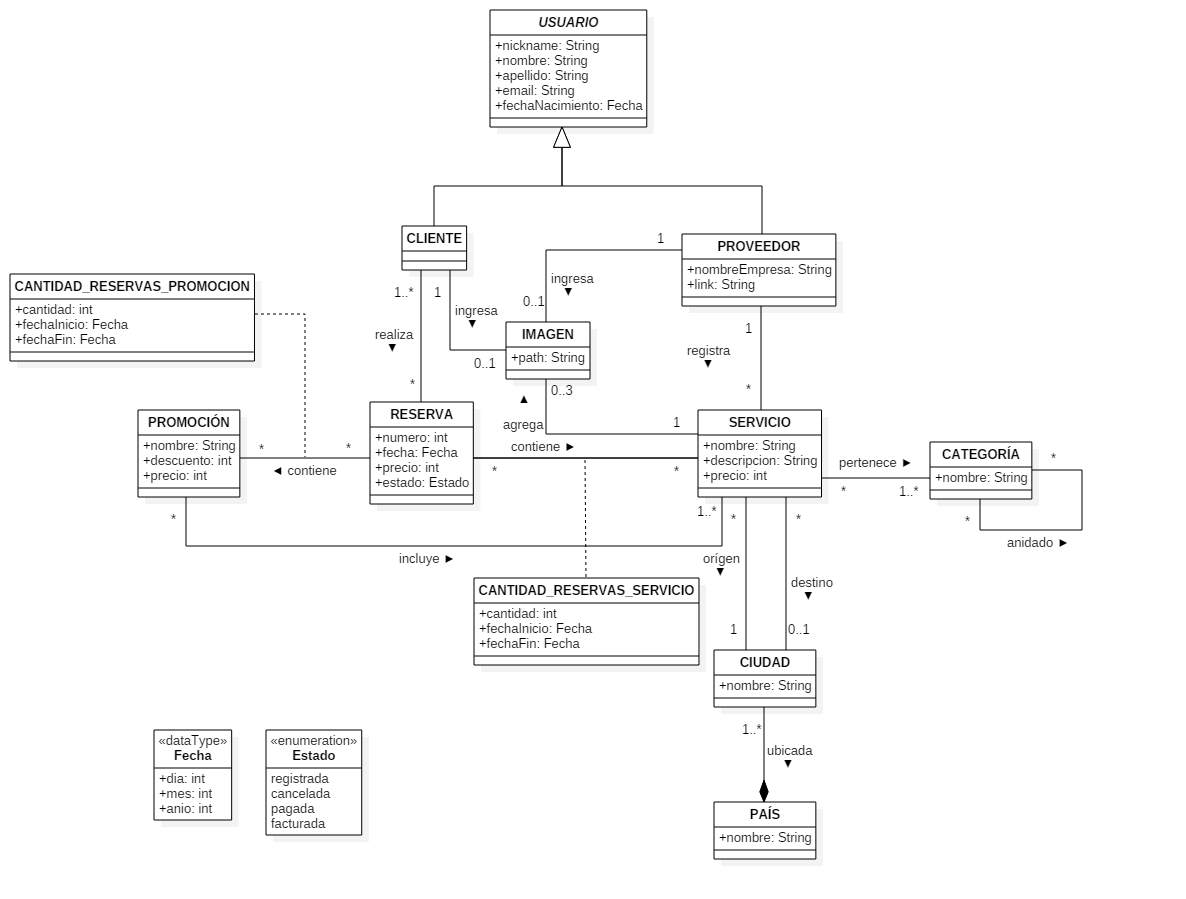 USUARIO
+nickname: String
+nombre: String
+apellido: String
+email: String
+fechaNacimiento: Fecha
CLIENTE
PROVEEDOR
+nombreEmpresa: String
+link: String
1
ingresa
▼
0..1
CANTIDAD_RESERVAS_PROMOCION
+cantidad: int
+fechaInicio: Fecha
+fechaFin: Fecha
1..*
1
ingresa
▼
0..1
realiza
▼
*
IMAGEN
+path: String
0..3
▲
agrega
1
1
registra
▼
*
PROMOCIÓN
+nombre: String
+descuento: int
+precio: int
*
*
◄ contiene
RESERVA
+numero: int
+fecha: Fecha
+precio: int
+estado: Estado
contiene ►
*
*
SERVICIO
+nombre: String
+descripcion: String
+precio: int
pertenece ►
*
1..*
CATEGORÍA
+nombre: String
*
*
anidado ►
*
incluye ►
1..*
*
orígen
▼
1
*
destino
▼
0..1
CANTIDAD_RESERVAS_SERVICIO
+cantidad: int
+fechaInicio: Fecha
+fechaFin: Fecha
CIUDAD
+nombre: String
1..*
ubicada
▼
PAÍS
+nombre: String
«dataType»
Fecha
+dia: int
+mes: int
+anio: int
«enumeration»
Estado
registrada
cancelada
pagada
facturada